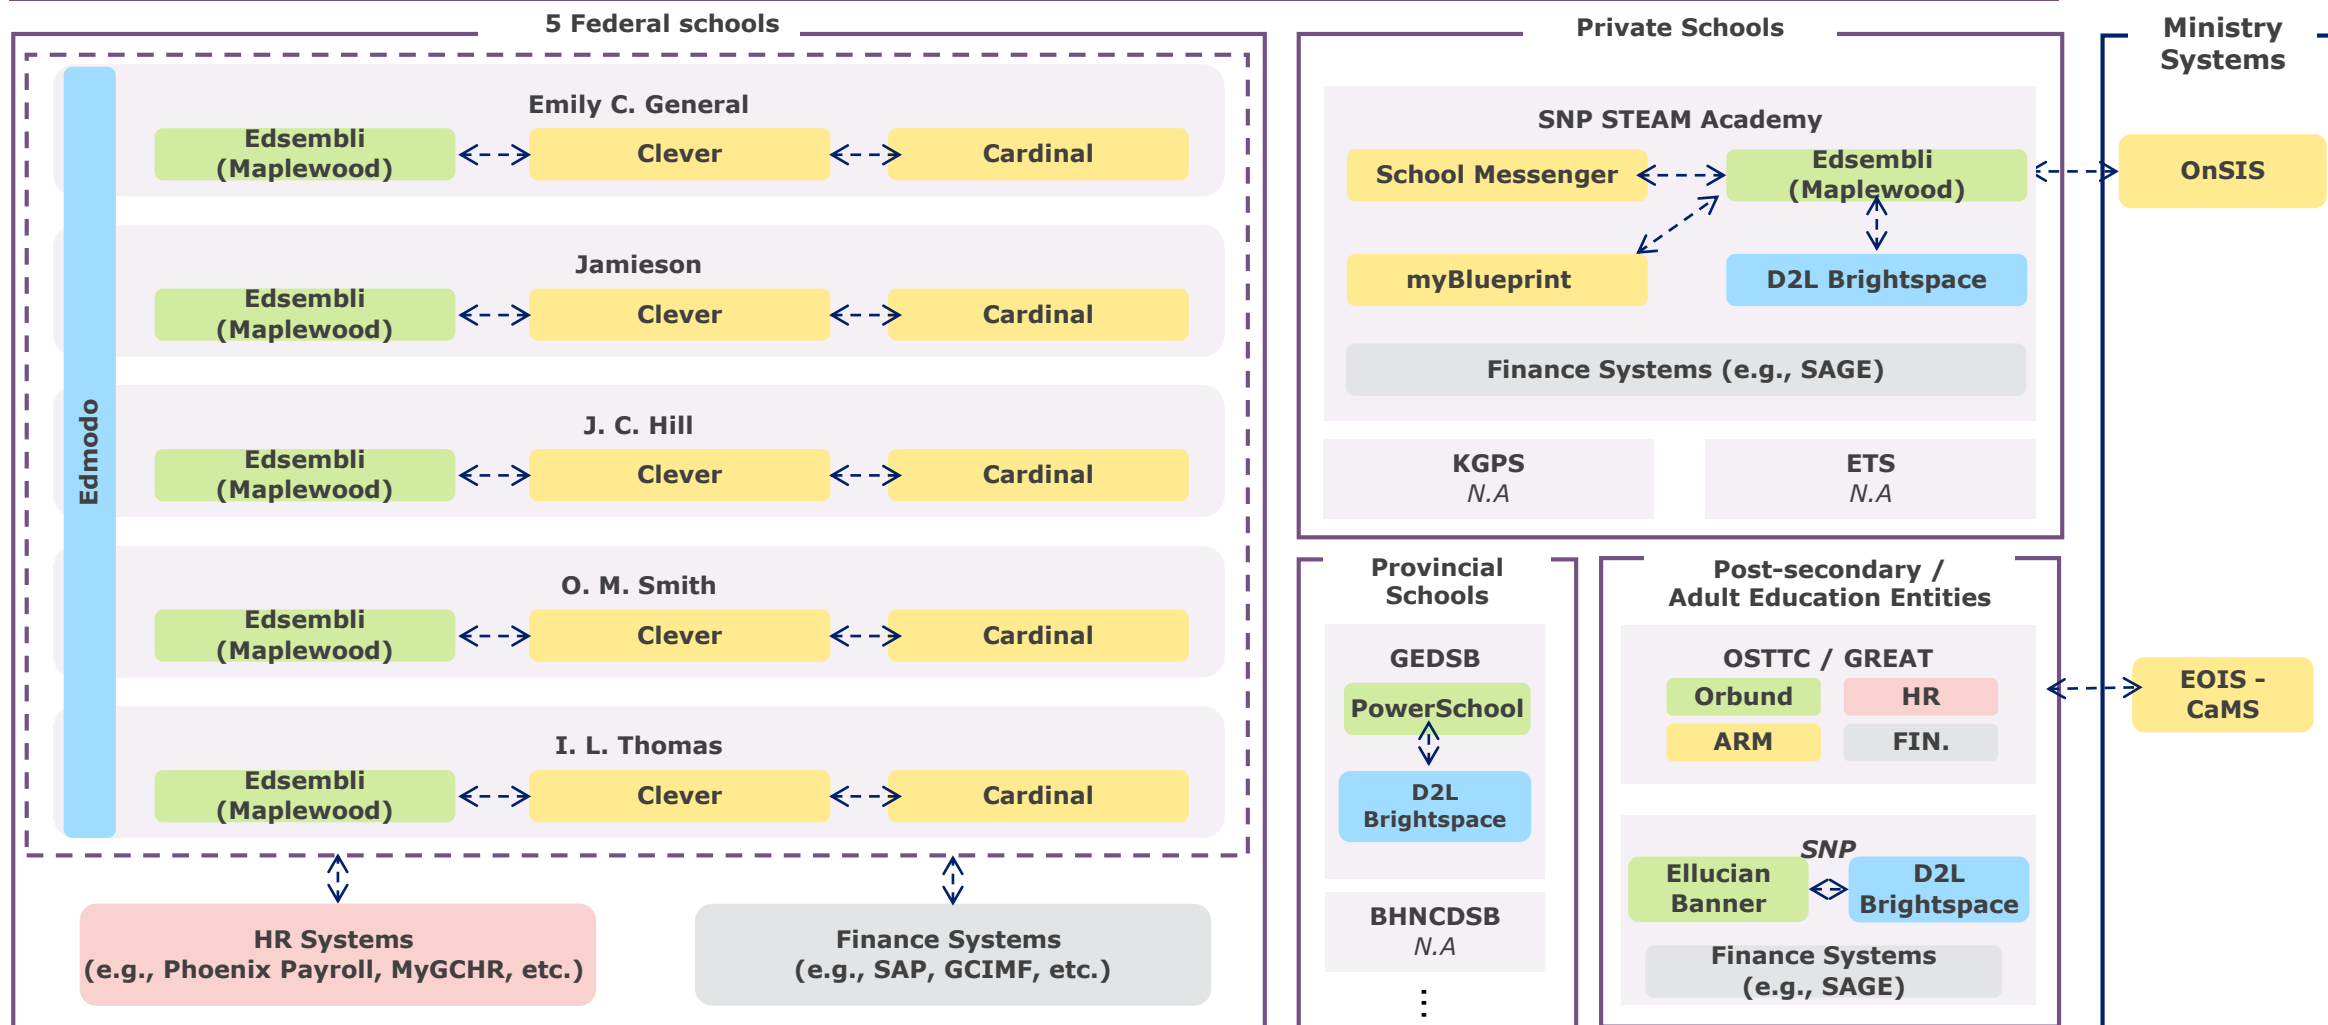 5 Federal schools
Emily C. General
Edsembli
(Maplewood)
Clever
Cardinal
Jamieson
Edsembli
(Maplewood)
Clever
Cardinal
J. C. Hill
Edsembli
(Maplewood)
Clever
Cardinal
O. M. Smith
Edsembli
(Maplewood)
Clever
Cardinal
I. L. Thomas
Edsembli
(Maplewood)
Clever
Cardinal
Edmodo
HR Systems
(e.g., Phoenix Payroll, MyGCHR, etc.)
Finance Systems
(e.g., SAP, GCIMF, etc.)
Private Schools
SNP STEAM Academy
School Messenger
Edsembli
(Maplewood)
myBlueprint
D2L Brightspace
Finance Systems (e.g., SAGE)
KGPS
N.A
ETS
N.A
Provincial
Schools
GEDSB
PowerSchool
D2L
Brightspace
BHNCDSB
N.A
⋮
Post-secondary /
Adult Education Entities
OSTTC / GREAT
Orbund
HR
ARM
FIN.
SNP
Ellucian
Banner
D2L
Brightspace
Finance Systems
(e.g., SAGE)
Ministry
Systems
OnSIS
EOIS -
CaMS